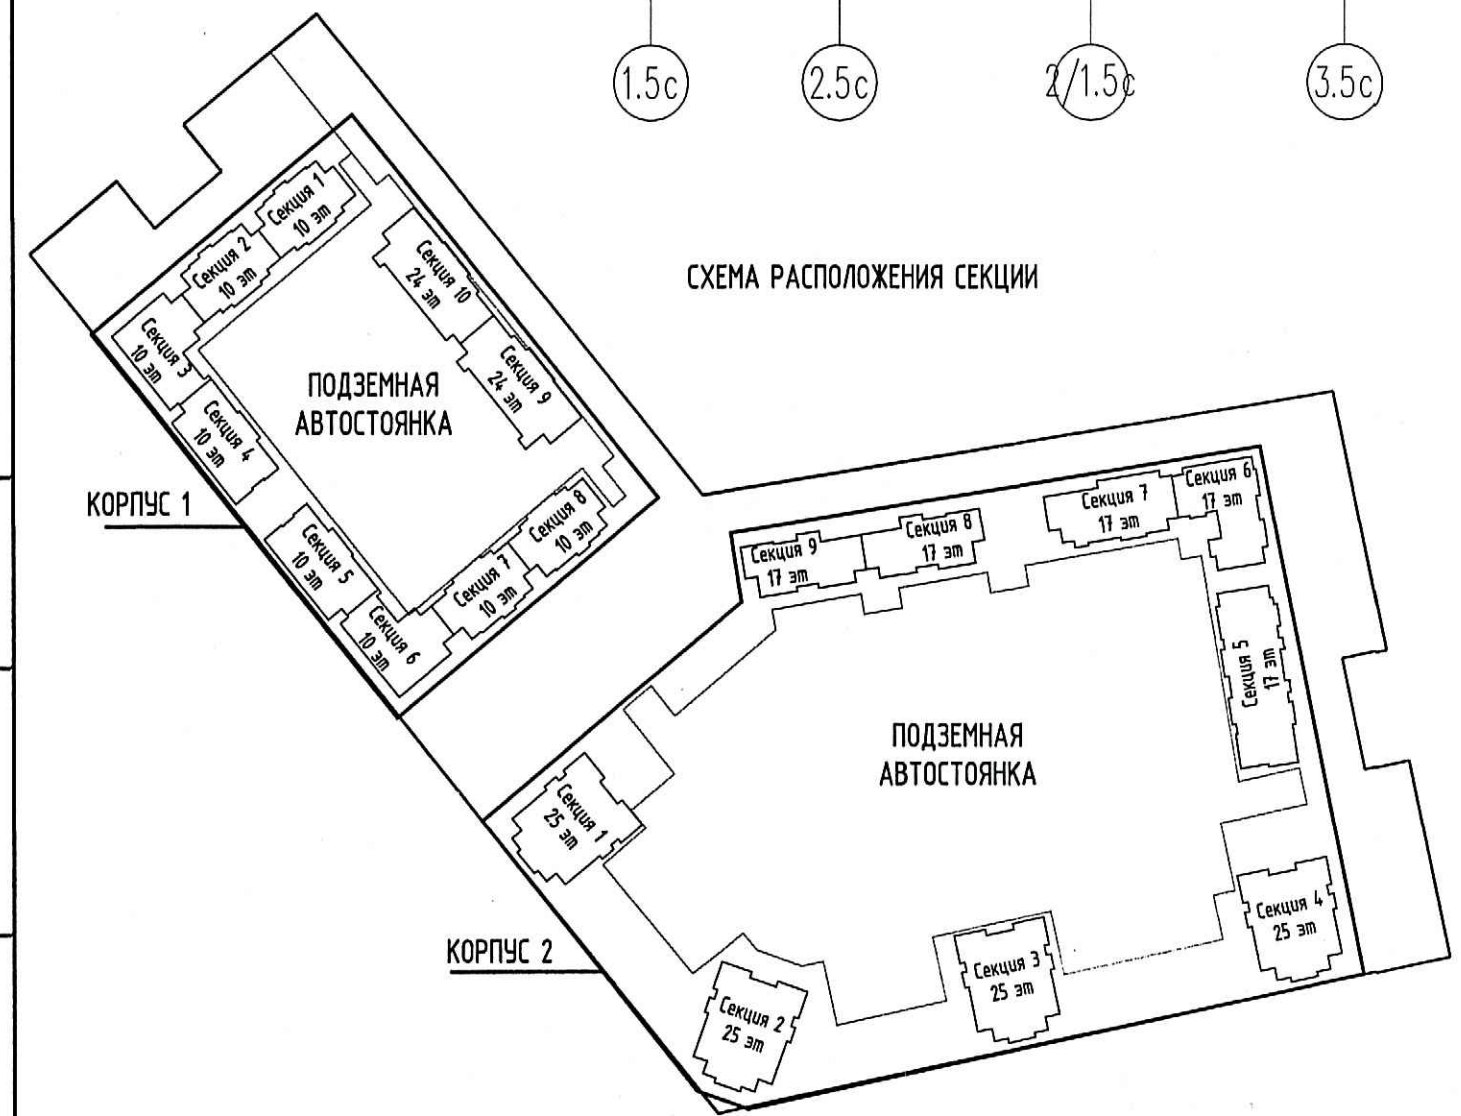 1.5с
2.5с
2/1.5с
3.5с
СХЕМА РАСПОЛОЖЕНИЯ СЕКЦИИ
Секция 1
10 эт
Секция 2
10 эт
Секция 3
10 эт
Секция 4
10 эт
Секция 5
10 эт
Секция 6
10 эт
Секция 7
10 эт
Секция 8
10 эт
Секция 9
24 эт
Секция 10
24 эт
ПОДЗЕМНАЯ
АВТОСТОЯНКА
КОРПУС 1
Секция 9
17 эт
Секция 8
17 эт
Секция 7
17 эт
Секция 6
17 эт
Секция 5
17 эт
ПОДЗЕМНАЯ
АВТОСТОЯНКА
Секция 1
25 эт
Секция 2
25 эт
Секция 3
25 эт
Секция 4
25 эт
КОРПУС 2